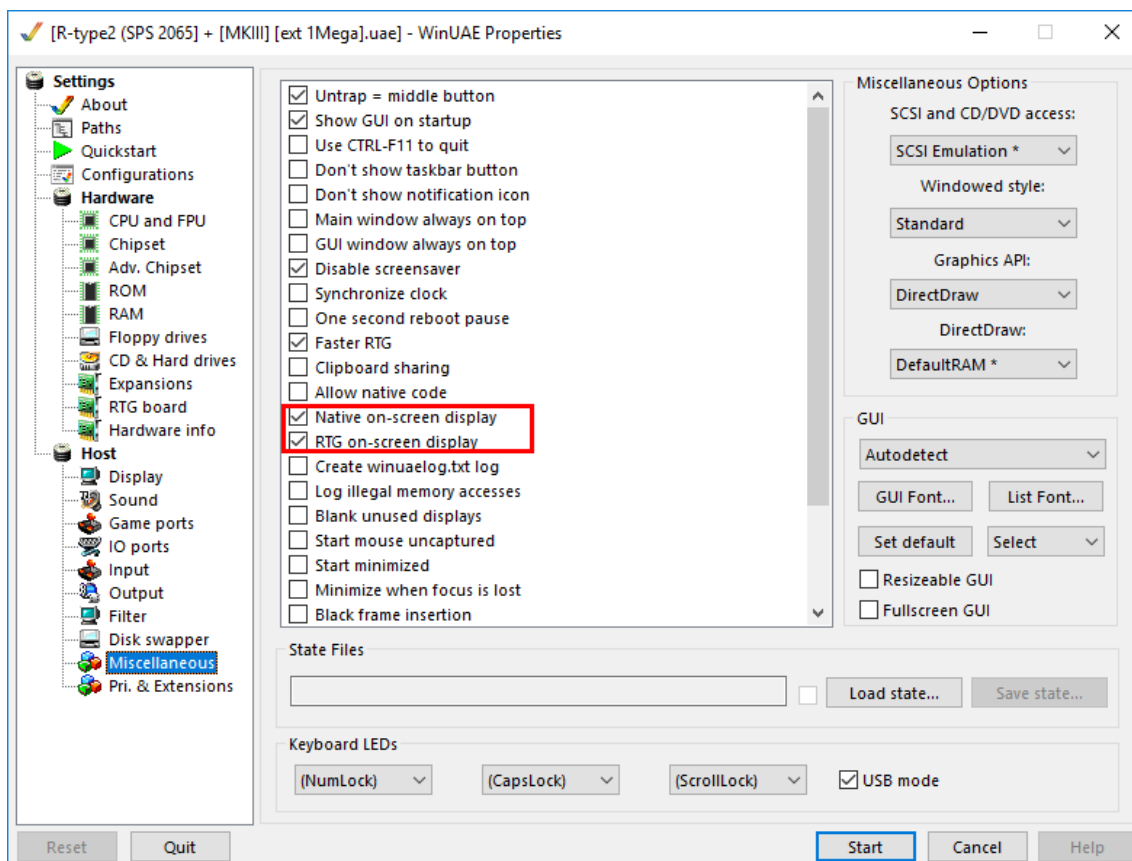 [R-type2 (SPS 2065) + [MKIII] [ext 1Mega].uae] - WinUAE Properties
Settings
About
Paths
Quickstart
Configurations
Hardware
CPU and FPU
Chipset
Adv. Chipset
ROM
RAM
Floppy drives
CD & Hard drives
Expansions
RTG board
Hardware info
Host
Display
Sound
Game ports
IO ports
Input
Output
Filter
Disk swapper
Miscellaneous
Pri. & Extensions
Untrap = middle button
Show GUI on startup
Use CTRL-F11 to quit
Don't show taskbar button
Don't show notification icon
Main window always on top
GUI window always on top
Disable screensaver
Synchronize clock
One second reboot pause
Faster RTG
Clipboard sharing
Allow native code
Native on-screen display
RTG on-screen display
Create winuaelog.txt log
Log illegal memory accesses
Blank unused displays
Start mouse uncaptured
Start minimized
Minimize when focus is lost
Black frame insertion
Miscellaneous Options
SCSI and CD/DVD access:
SCSI Emulation *
Windowed style:
Standard
Graphics API:
DirectDraw
DirectDraw:
DefaultRAM *
GUI
Autodetect
GUI Font... List Font...
Set default Select
Resizeable GUI
Fullscreen GUI
State Files
Load state... Save state...
Keyboard LEDs
(NumLock) (CapsLock) (ScrollLock) USB mode
Reset Quit Start Cancel Help